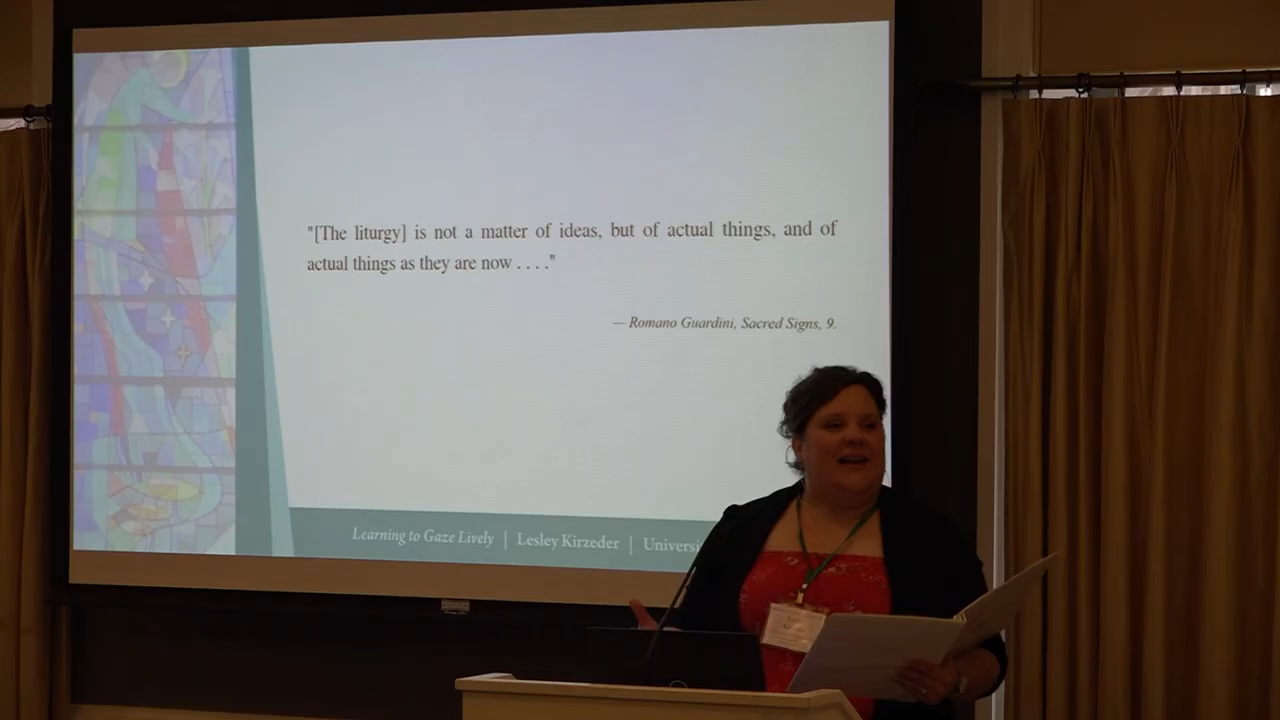 "[The liturgy] is not a matter of ideas, but of actual things, and of
actual things as they are now . . . ."
— Romano Guardini, Sacred Signs, 9.
Learning to Gaze Lively | Lesley Kirzeder | Universi